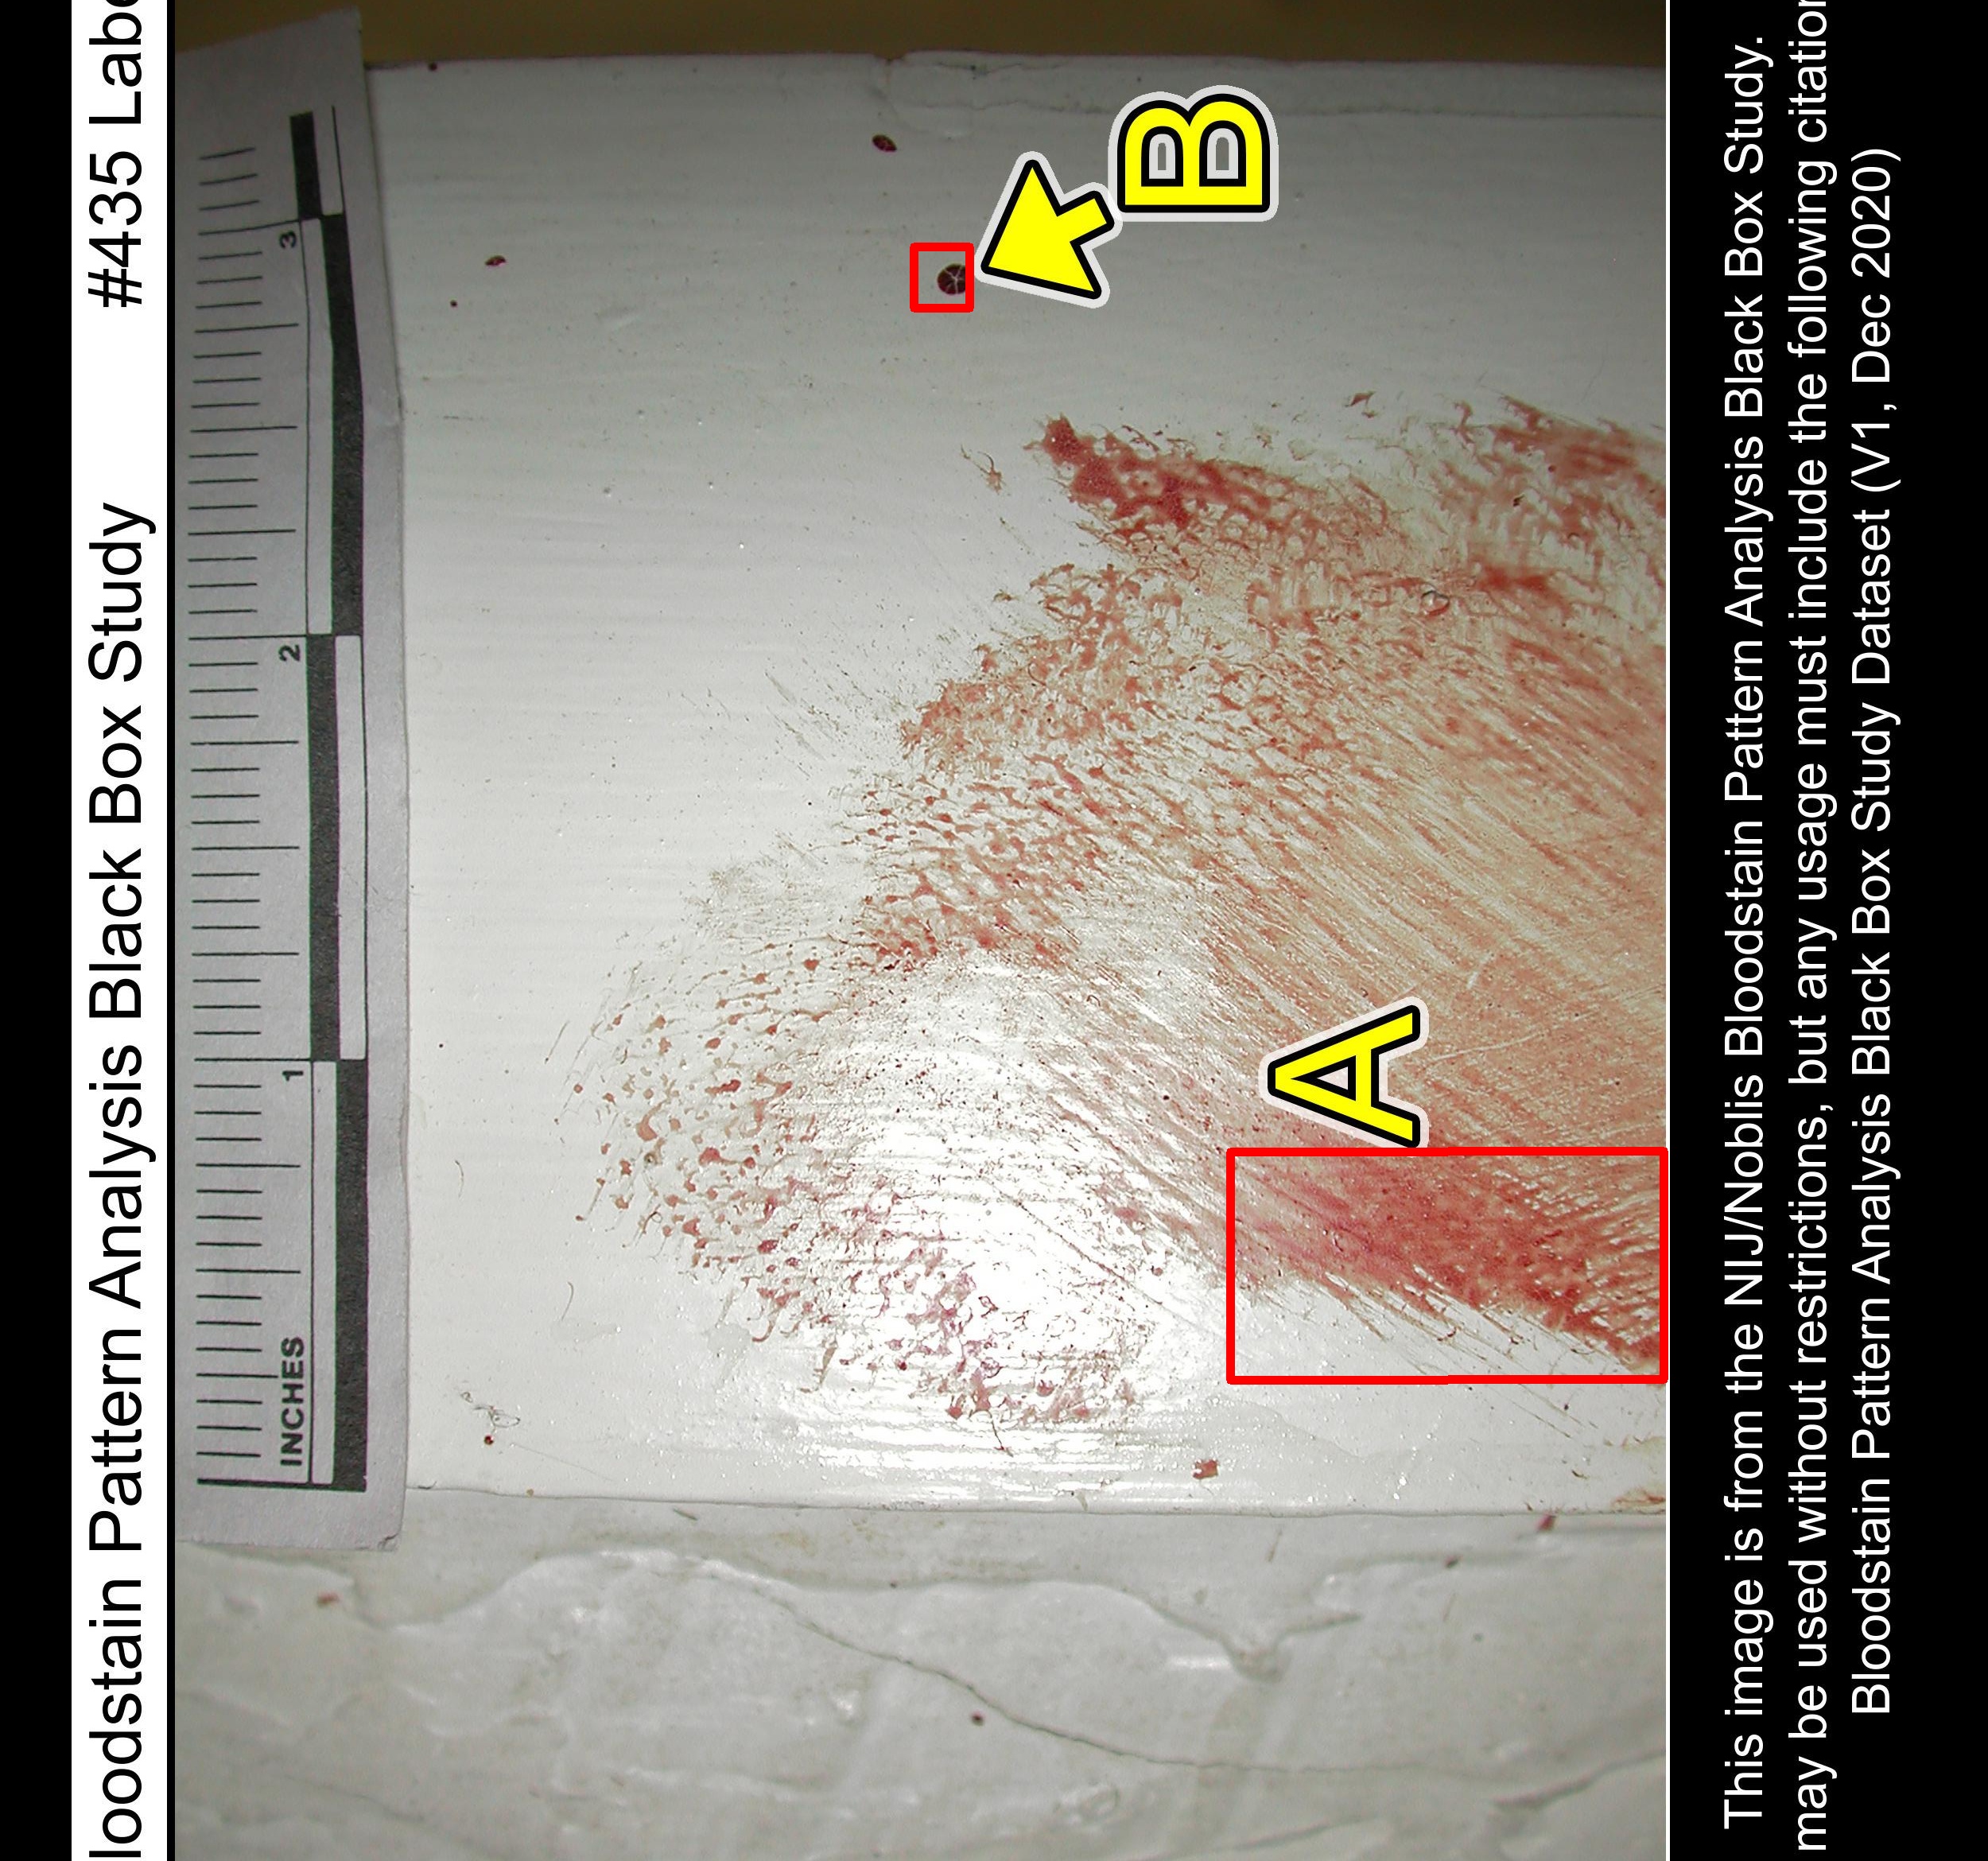 loodstain Pattern Analysis Black Box Study #435 Labe
INCHES 1 2 3
B
A
This image is from the NIJ/Noblis Bloodstain Pattern Analysis Black Box Study.
may be used without restrictions, but any usage must include the following citation
Bloodstain Pattern Analysis Black Box Study Dataset (V1, Dec 2020)